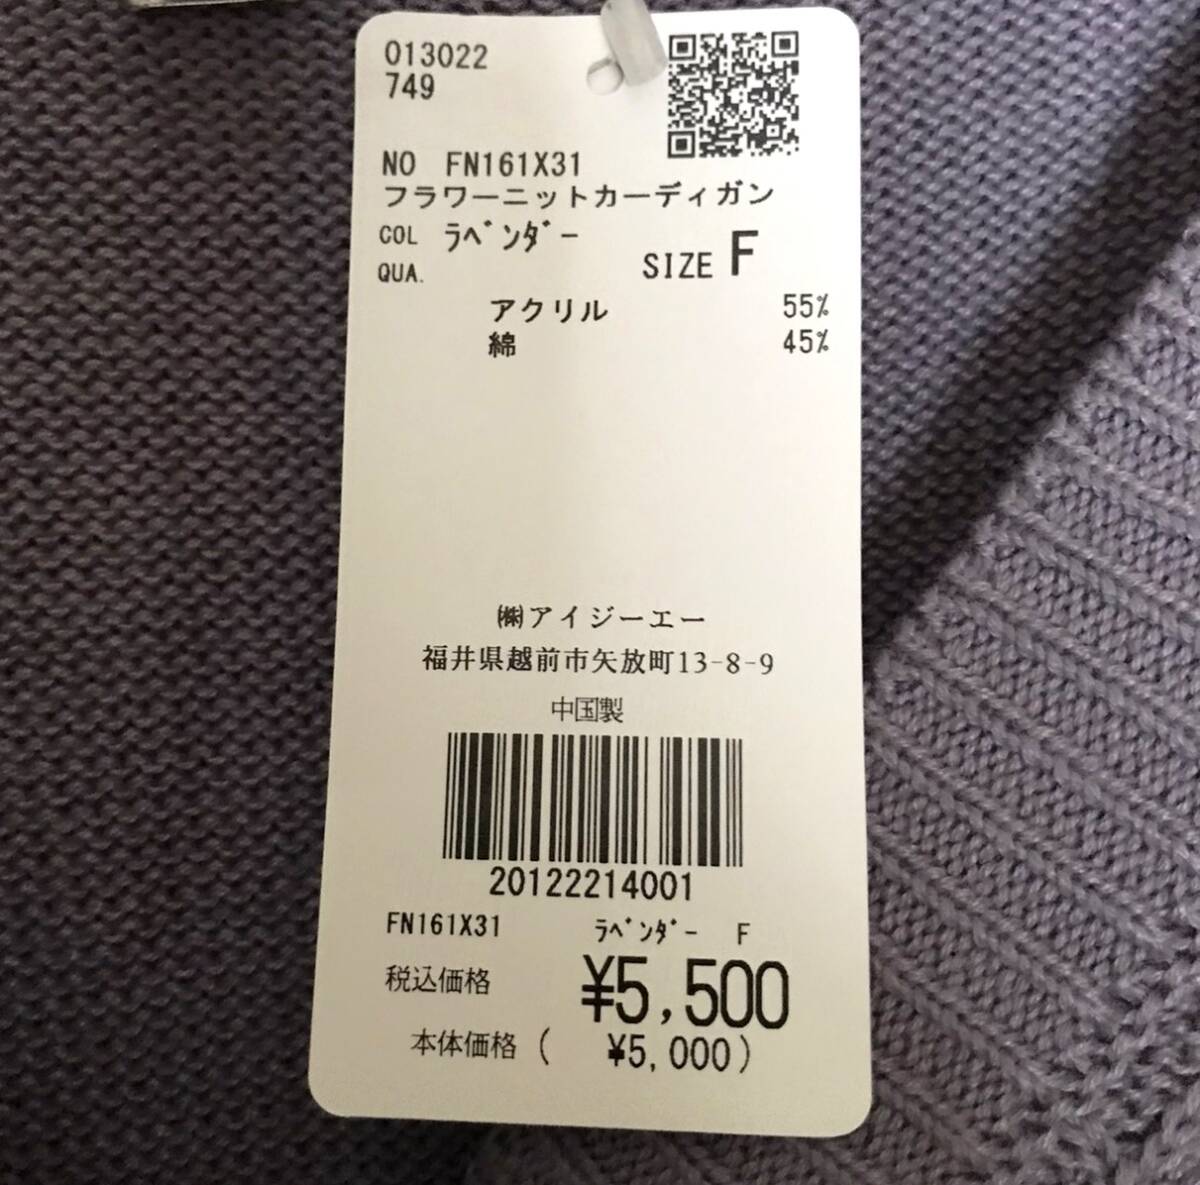 013022
749
NO FN161X31
フラワーニットカーディガン
COL ﾗﾍﾞﾝﾀﾞｰ
QUA. SIZE F
アクリル 55%
綿 45%
㈱アイジーエー
福井県越前市矢放町13-8-9
中国製
20122214001
FN161X31 ﾗﾍﾞﾝﾀﾞｰ F
税込価格 ¥5,500
本体価格( ¥5,000)